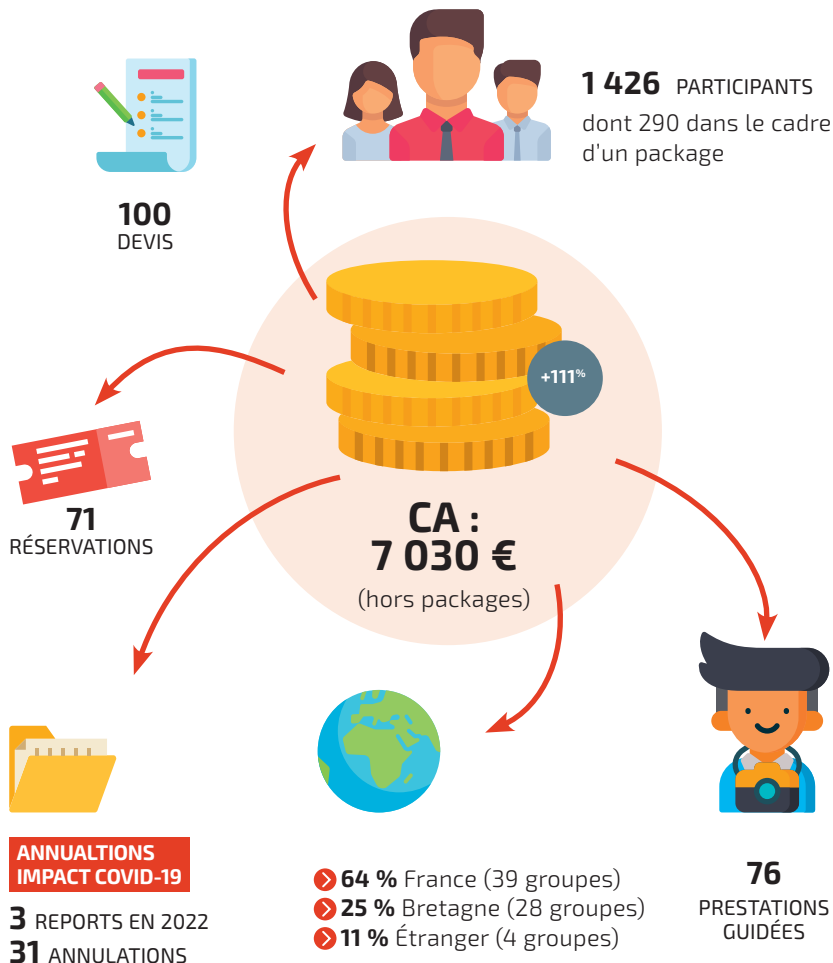 1 426 PARTICIPANTS
dont 290 dans le cadre
d'un package
100
DEVIS
+111%
71
RÉSERVATIONS
CA :
7 030 €
(hors packages)
ANNUALTIONS
IMPACT COVID-19
3 REPORTS EN 2022
31 ANNULATIONS
64 % France (39 groupes)
25 % Bretagne (28 groupes)
11 % Étranger (4 groupes)
76
PRESTATIONS
GUIDÉES